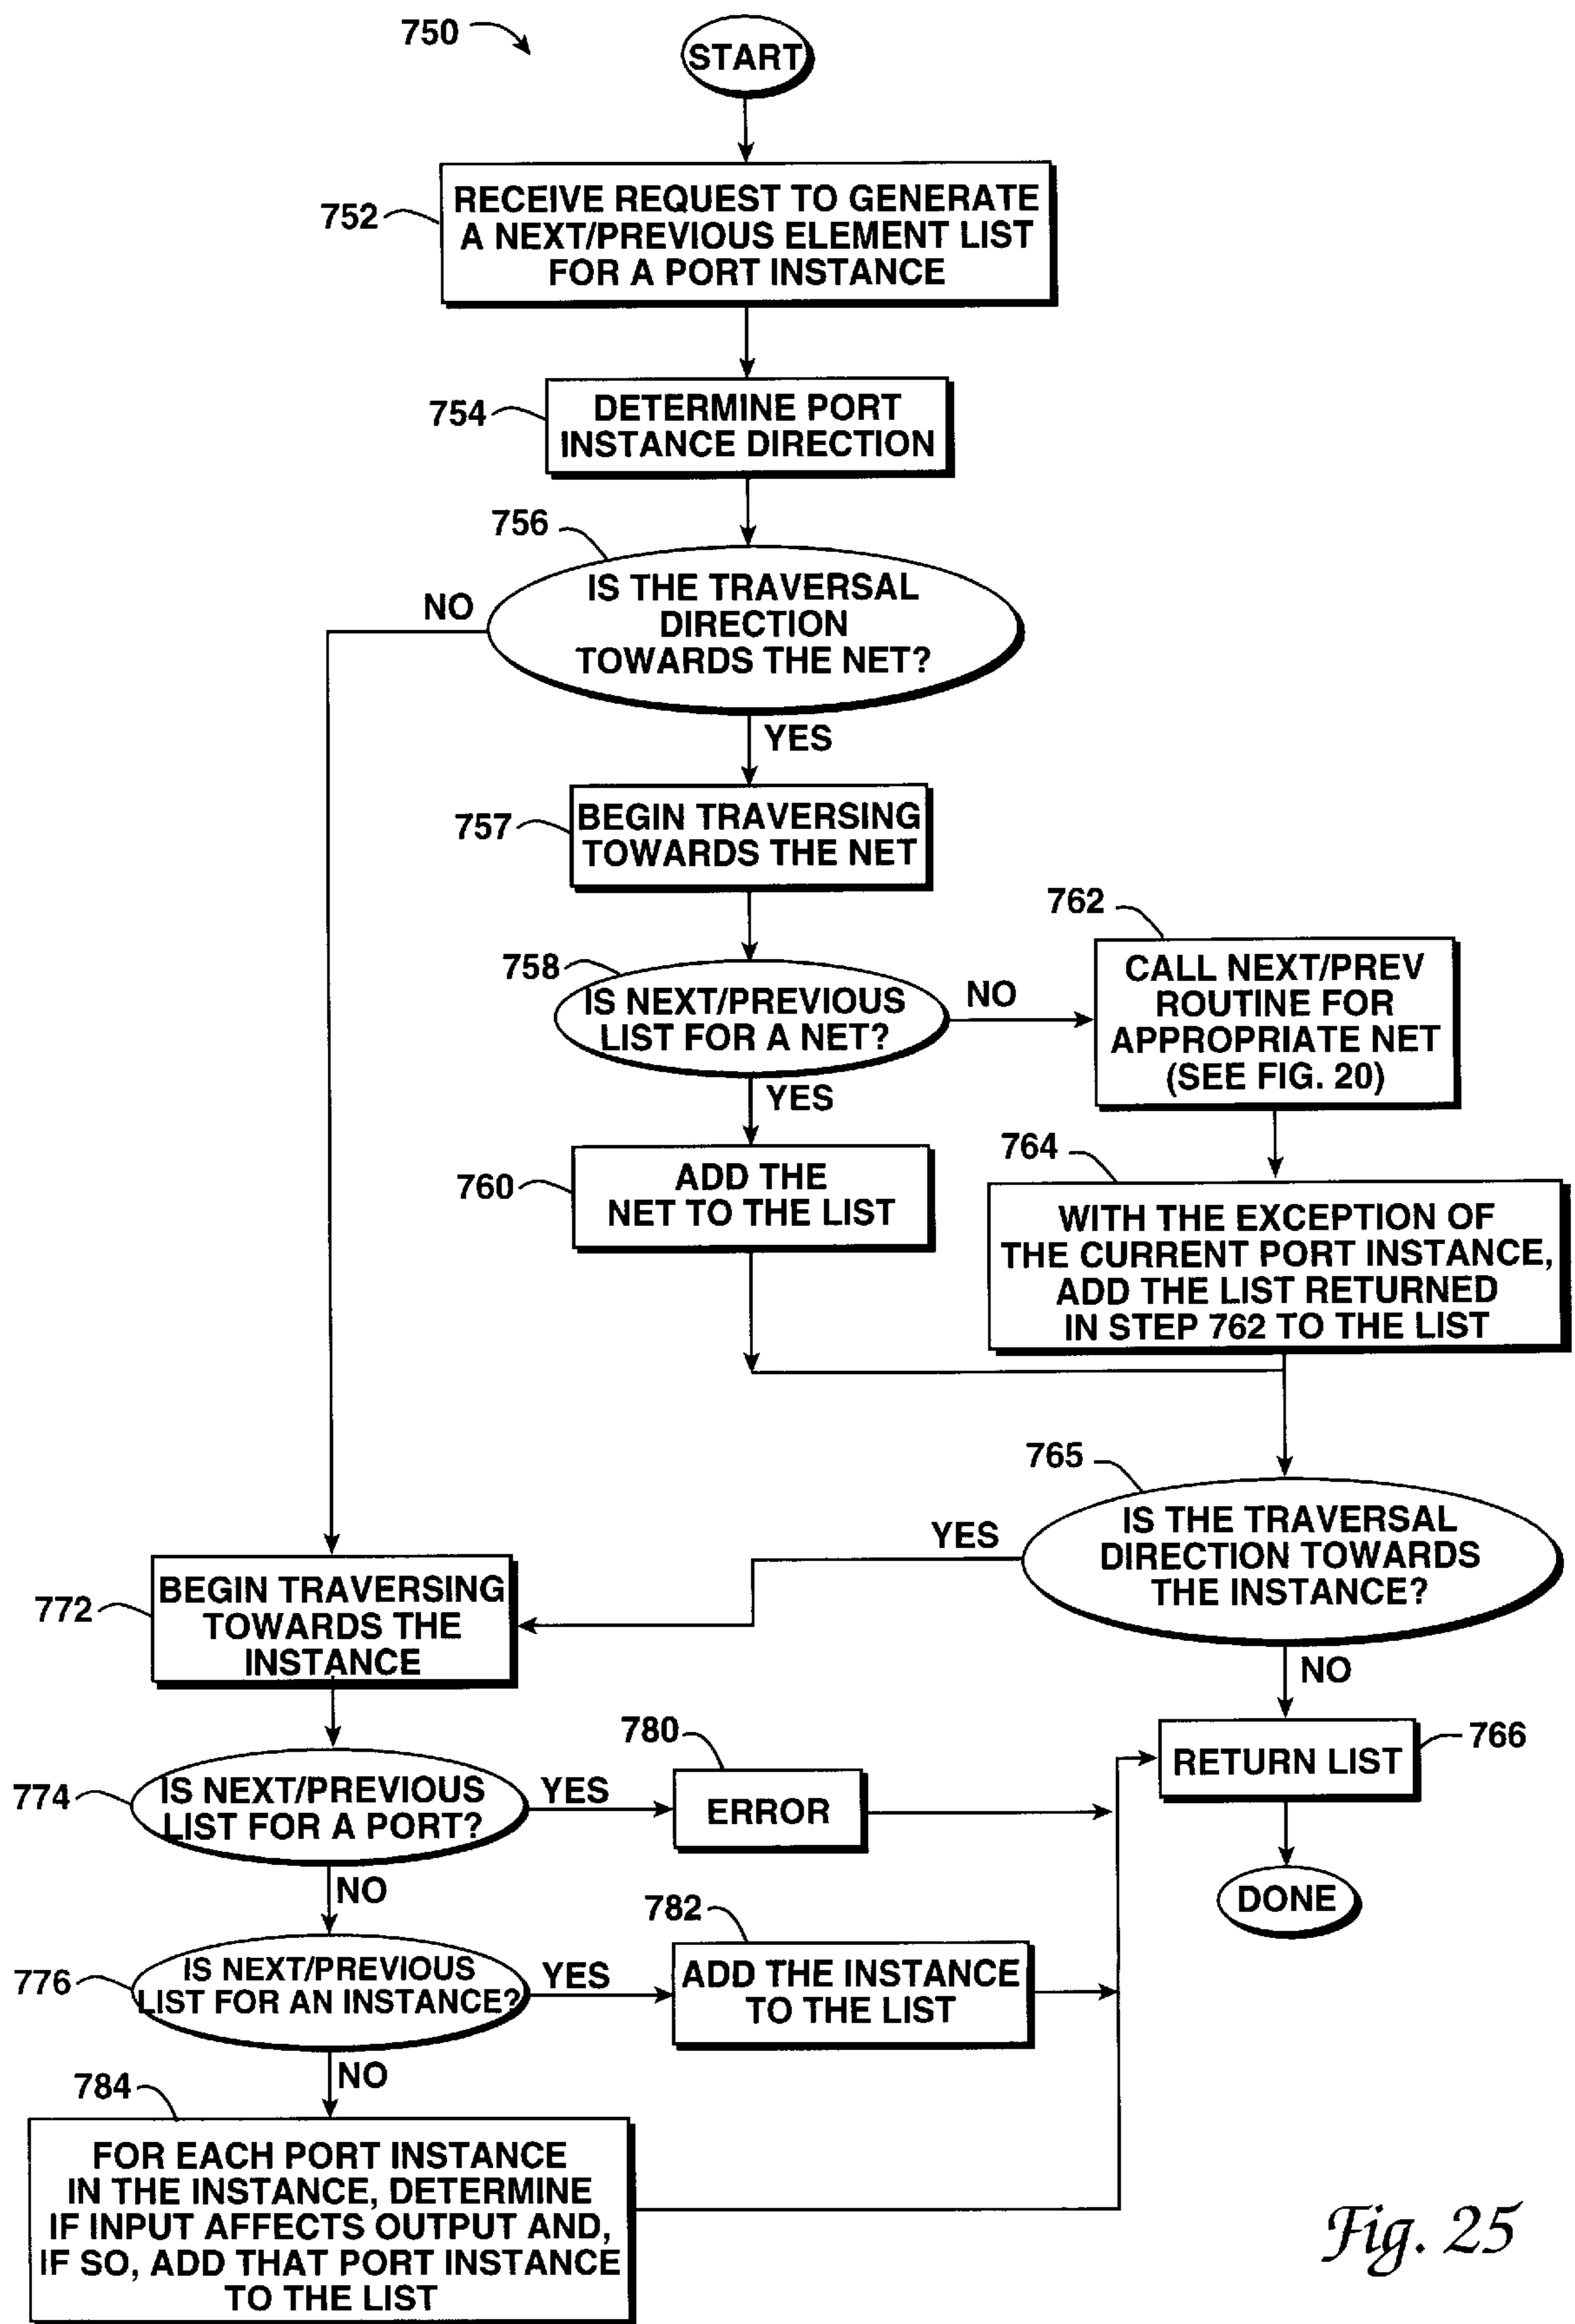 750
START
752
RECEIVE REQUEST TO GENERATE
A NEXT/PREVIOUS ELEMENT LIST
FOR A PORT INSTANCE
754
DETERMINE PORT
INSTANCE DIRECTION
756
IS THE TRAVERSAL
DIRECTION
TOWARDS THE NET?
NO
YES
757
BEGIN TRAVERSING
TOWARDS THE NET
758
IS NEXT/PREVIOUS
LIST FOR A NET?
NO
YES
762
CALL NEXT/PREV
ROUTINE FOR
APPROPRIATE NET
(SEE FIG. 20)
760
ADD THE
NET TO THE LIST
764
WITH THE EXCEPTION OF
THE CURRENT PORT INSTANCE,
ADD THE LIST RETURNED
IN STEP 762 TO THE LIST
765
IS THE TRAVERSAL
DIRECTION TOWARDS
THE INSTANCE?
YES
NO
772
BEGIN TRAVERSING
TOWARDS THE
INSTANCE
766
RETURN LIST
DONE
774
IS NEXT/PREVIOUS
LIST FOR A PORT?
YES
780
ERROR
NO
776
IS NEXT/PREVIOUS
LIST FOR AN INSTANCE?
YES
782
ADD THE INSTANCE
TO THE LIST
NO
784
FOR EACH PORT INSTANCE
IN THE INSTANCE, DETERMINE
IF INPUT AFFECTS OUTPUT AND,
IF SO, ADD THAT PORT INSTANCE
TO THE LIST
Fig. 25